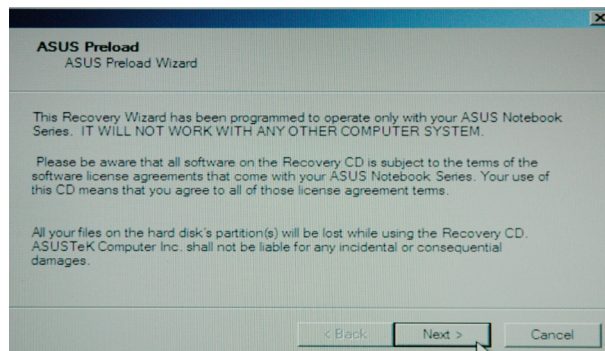 ASUS Preload
ASUS Preload Wizard
This Recovery Wizard has been programmed to operate only with your ASUS Notebook
Series. IT WILL NOT WORK WITH ANY OTHER COMPUTER SYSTEM.
Please be aware that all software on the Recovery CD is subject to the terms of the
software license agreements that come with your ASUS Notebook Series. Your use of
this CD means that you agree to all of those license agreement terms.
All your files on the hard disk's partition(s) will be lost while using the Recovery CD.
ASUSTeK Computer Inc. shall not be liable for any incidental or consequential
damages.
< Back Next > Cancel